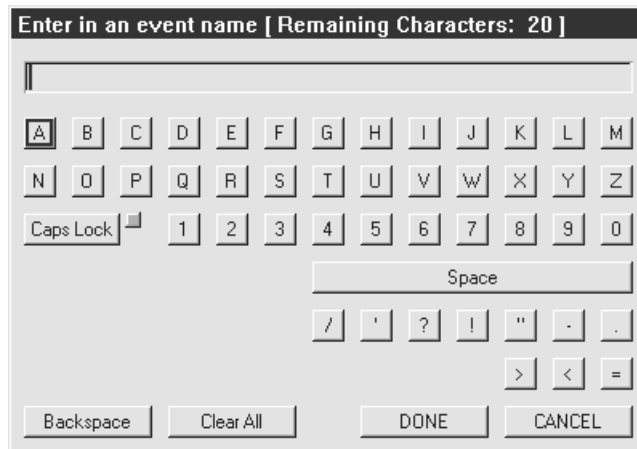 Enter in an event name [ Remaining Characters: 20 ]
A B C D E F G H I J K L M
N O P Q R S T U V W X Y Z
Caps Lock 1 2 3 4 5 6 7 8 9 0
Space
/ ' ? ! " - .
> < =
Backspace Clear All DONE CANCEL